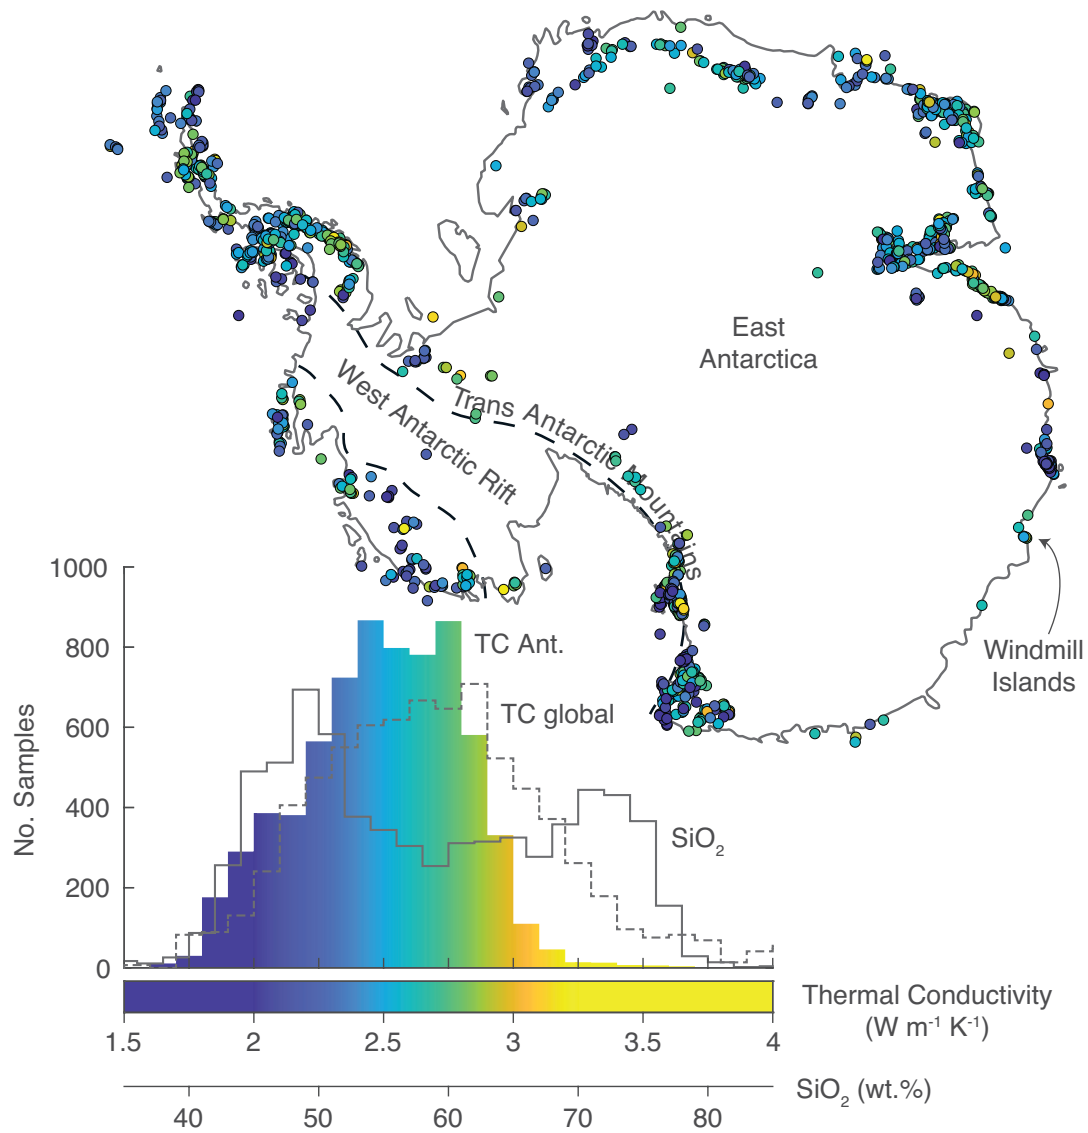 East
Antarctica
West Antarctic Rift
Trans Antarctic Mountains
Windmill
Islands
1000
800
600
400
200
0
No. Samples
TC Ant.
TC global
SiO₂
Thermal Conductivity
(W m⁻¹ K⁻¹)
1.5 2 2.5 3 3.5 4
SiO₂ (wt.%)
40 50 60 70 80